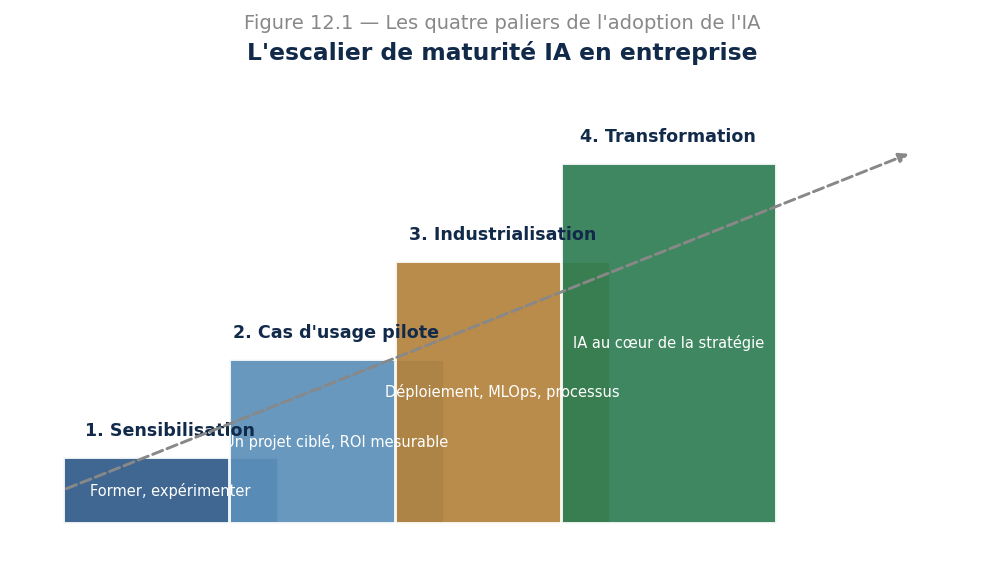 Figure 12.1 — Les quatre paliers de l'adoption de l'IA
L'escalier de maturité IA en entreprise
4. Transformation
3. Industrialisation
2. Cas d'usage pilote
1. Sensibilisation
IA au cœur de la stratégie
Déploiement, MLOps, processus
Un projet ciblé, ROI mesurable
Former, expérimenter